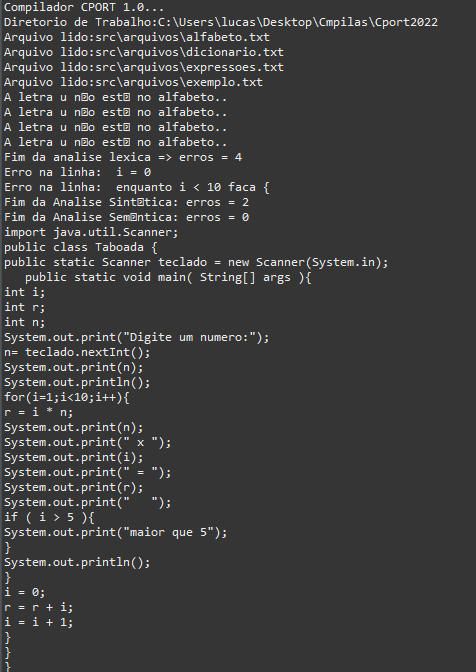 Compilador CPORT 1.0...
Diretorio de Trabalho:C:\Users\lucas\Desktop\Cmpilas\Cport2022
Arquivo lido:src\arquivos\alfabeto.txt
Arquivo lido:src\arquivos\dicionario.txt
Arquivo lido:src\arquivos\expressoes.txt
Arquivo lido:src\arquivos\exemplo.txt
A letra u n�o est� no alfabeto..
A letra u n�o est� no alfabeto..
A letra u n�o est� no alfabeto..
A letra u n�o est� no alfabeto..
Fim da analise lexica => erros = 4
Erro na linha:  i = 0
Erro na linha:  enquanto i < 10 faca {
Fim da Analise Sint�tica: erros = 2
Fim da Analise Sem�ntica: erros = 0
import java.util.Scanner;
public class Taboada {
public static Scanner teclado = new Scanner(System.in);
   public static void main( String[] args ){
int i;
int r;
int n;
System.out.print("Digite um numero:");
n= teclado.nextInt();
System.out.print(n);
System.out.println();
for(i=1;i<10;i++){
r = i * n;
System.out.print(n);
System.out.print(" x ");
System.out.print(i);
System.out.print(" = ");
System.out.print(r);
System.out.print("   ");
if ( i > 5 ){
System.out.print("maior que 5");
}
System.out.println();
}
i = 0;
r = r + i;
i = i + 1;
}
}
}